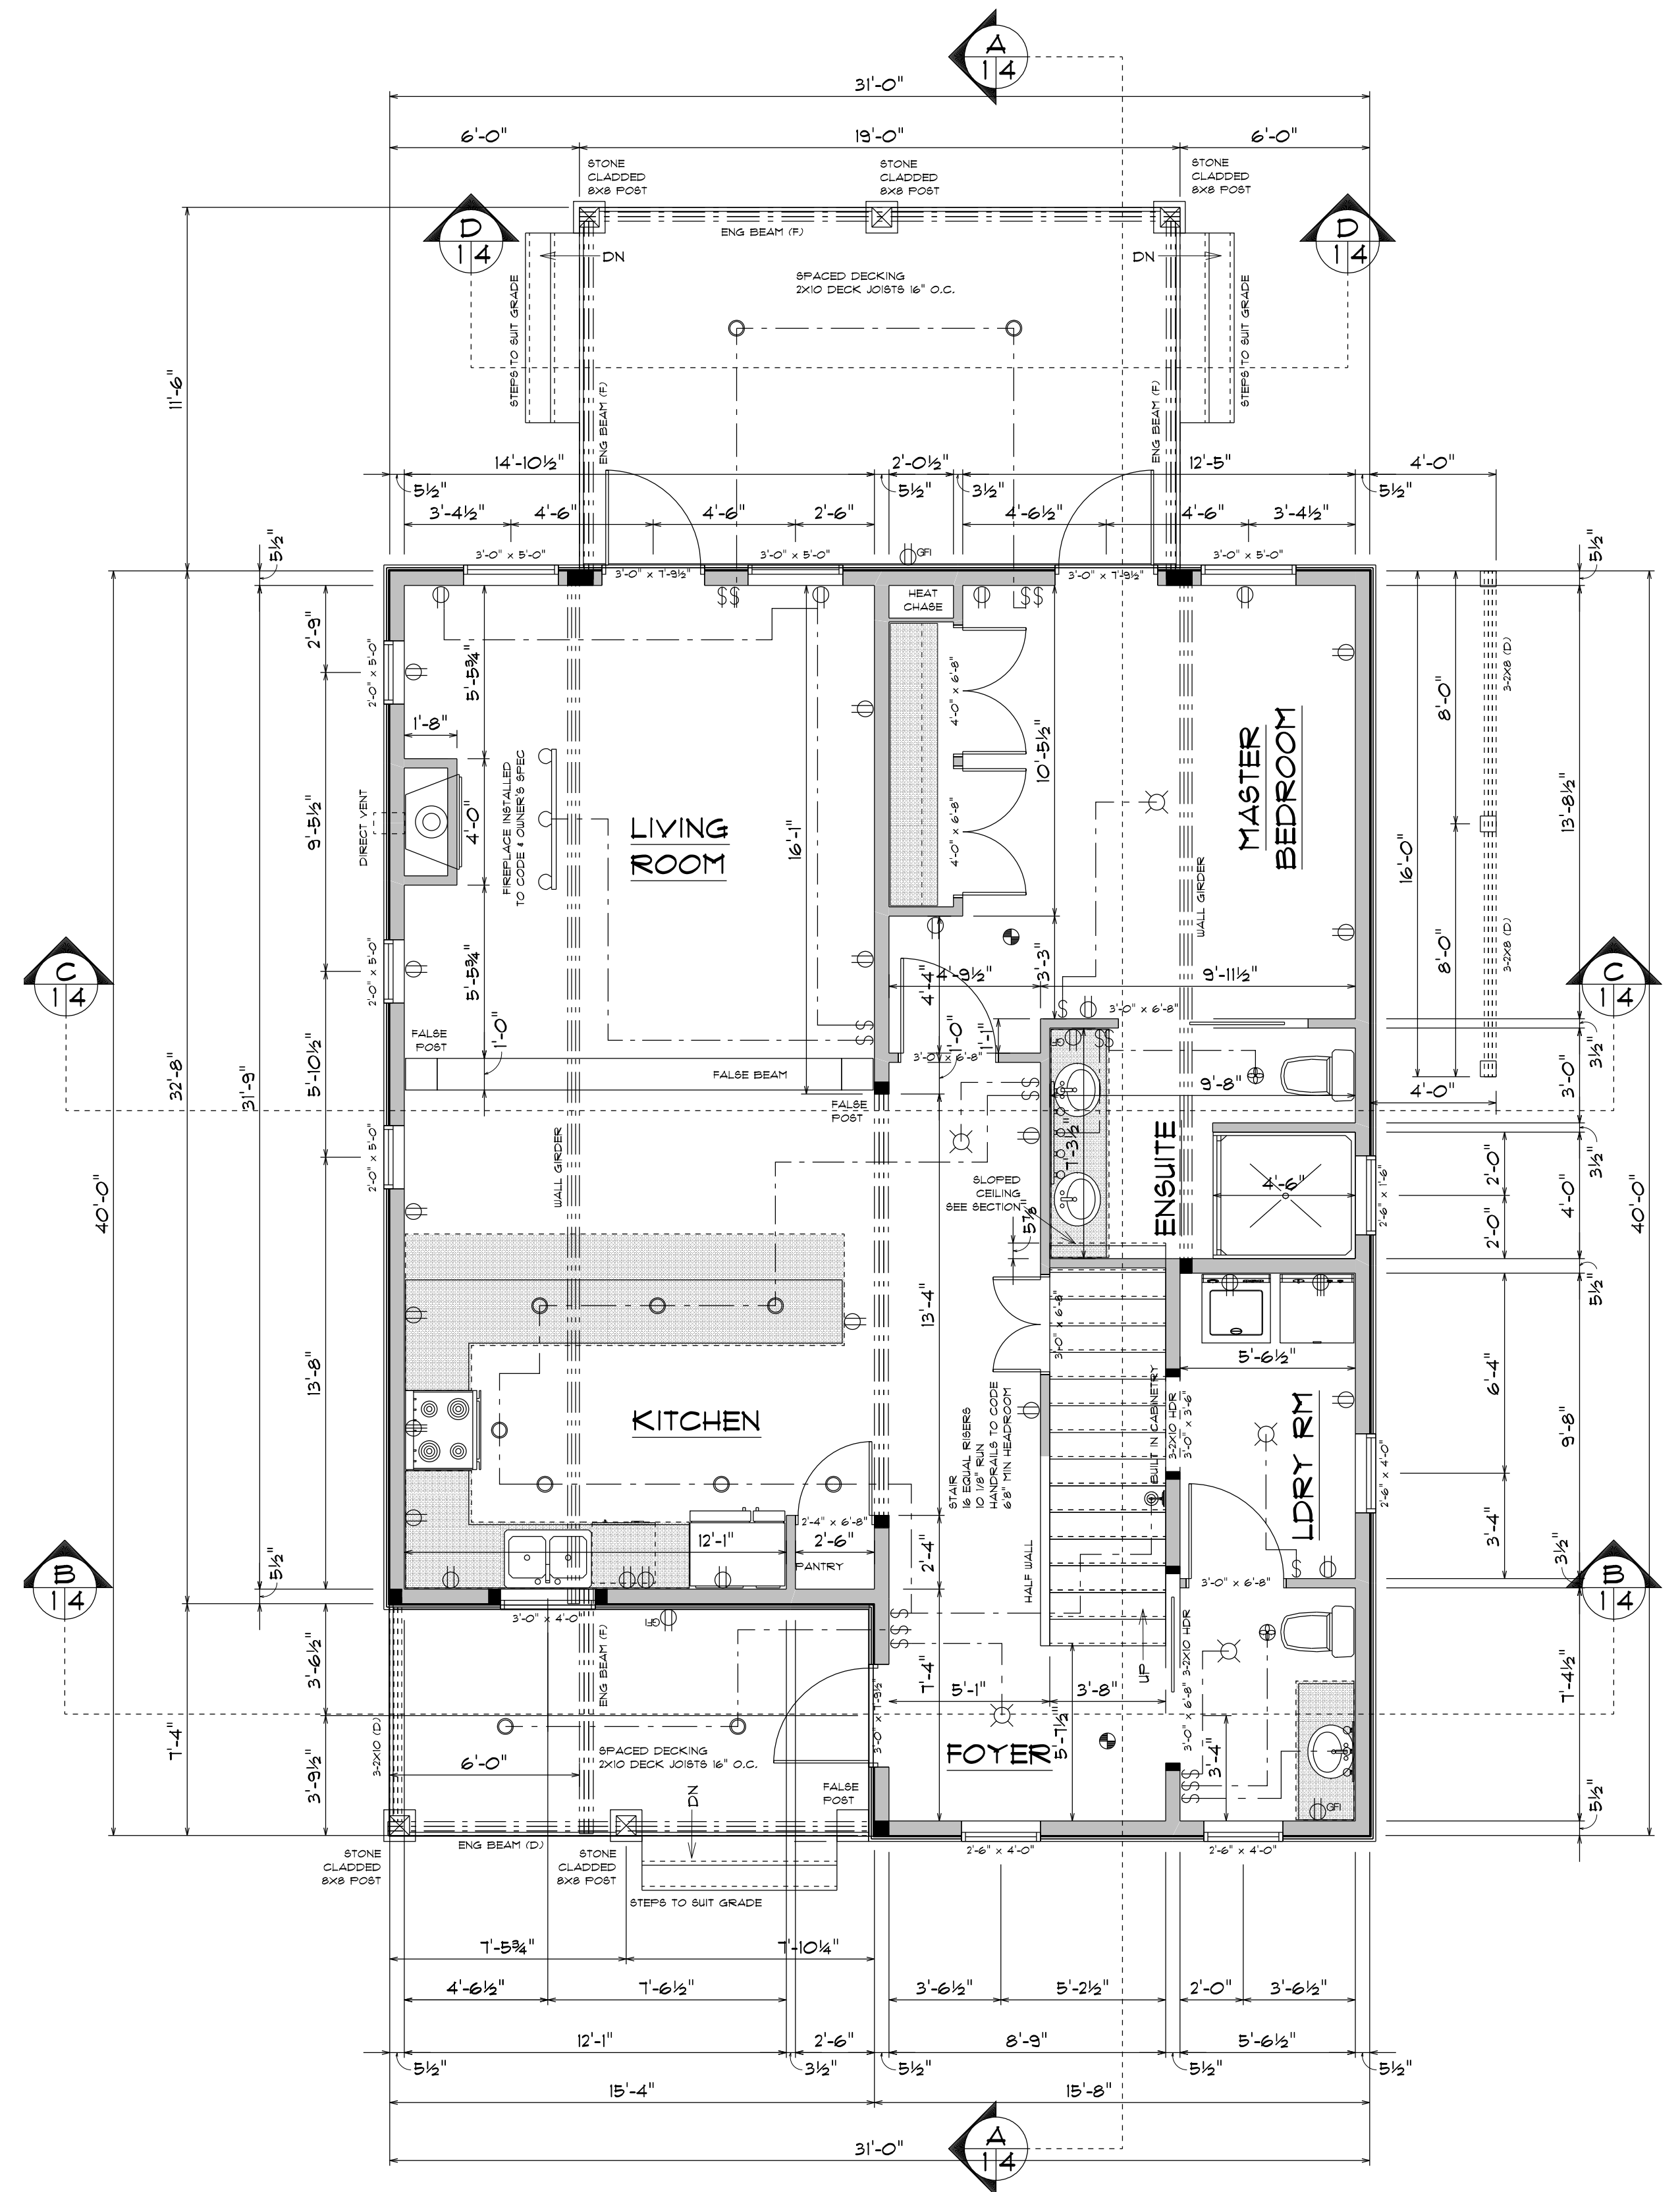 A
14
31'-0"
6'-0"
19'-0"
6'-0"
STONE
CLADDED
8X8 POST
STONE
CLADDED
8X8 POST
STONE
CLADDED
8X8 POST
D
14
D
14
ENG BEAM (F)
DN
DN
SPACED DECKING
2X10 DECK JOISTS 16" O.C.
STEPS TO SUIT GRADE
STEPS TO SUIT GRADE
11'-6"
ENG BEAM (F)
ENG BEAM (F)
14'-10½"
2'-0½"
12'-5"
4'-0"
5½"
5½"
3½"
5½"
3'-4½"
4'-6"
4'-6"
2'-6"
4'-6½"
4'-6"
3'-4½"
5½"
5½"
3'-0" x 5'-0"
3'-0" x 7'-9½"
3'-0" x 5'-0"
GFI
3'-0" x 7'-9½"
3'-0" x 5'-0"
$$
HEAT
CHASE
$$
2'-9"
2'-0" x 5'-0"
5'-5¾"
1'-8"
4'-0" x 6'-8"
10'-5½"
MASTER
BEDROOM
8'-0"
3-2X8 (D)
13'-8½"
DIRECT VENT
4'-0"
FIREPLACE INSTALLED
TO CODE & OWNER'S SPEC
LIVING
ROOM
16'-1"
4'-0" x 6'-8"
WALL GIRDER
16'-0"
9'-5½"
32'-8"
31'-9"
C
14
C
14
2'-0" x 5'-0"
5'-5¾"
4'-4"
4'-9½"
3'-3"
9'-11½"
8'-0"
3-2X8 (D)
FALSE
POST
1'-0"
$$
1'-0"
1'-1"
3'-0" x 6'-8"
$
3'-0" x 6'-8"
GFI
$$
3½"
3'-0"
FALSE BEAM
FALSE
POST
$$
9'-8"
4'-0"
5'-10½"
2'-0" x 5'-0"
WALL GIRDER
7'-3½"
ENSUITE
3½"
40'-0"
SLOPED
CEILING
SEE SECTION
5⅞"
4'-6"
2'-6" x 1'-6"
2'-0"
2'-0"
4'-0"
40'-0"
5½"
13'-8"
13'-4"
3'-0" x 6'-8"
5'-6½"
6'-4"
KITCHEN
STAIR
16 EQUAL RISERS
10 1/8" RUN
HANDRAILS TO CODE
6'8" MIN HEADROOM
BUILT IN CABINETRY
3-2X10 HDR
3'-0" x 3'-6"
LDRY RM
2'-6" x 4'-0"
9'-8"
3'-4"
2'-4" x 6'-8"
12'-1"
2'-6"
PANTRY
2'-4"
HALF WALL
3'-0" x 6'-8"
$
3½"
B
14
B
14
5½"
3'-0" x 4'-0"
GFI
$$$
3'-6½"
ENG BEAM (F)
7'-4"
5'-1"
3'-8"
UP
3-2X10 HDR
3'-0" x 6'-8"
7'-4½"
3'-0" x 7'-9½"
FOYER
5'-7½"
3'-4"
7'-4"
3'-9½"
3-2X10 (D)
6'-0"
SPACED DECKING
2X10 DECK JOISTS 16" O.C.
DN
FALSE
POST
$$$
GFI
5½"
ENG BEAM (D)
2'-6" x 4'-0"
2'-6" x 4'-0"
STONE
CLADDED
8X8 POST
STONE
CLADDED
8X8 POST
STEPS TO SUIT GRADE
7'-5¾"
7'-10¼"
4'-6½"
7'-6½"
3'-6½"
5'-2½"
2'-0"
3'-6½"
12'-1"
2'-6"
8'-9"
5'-6½"
5½"
3½"
5½"
5½"
5½"
15'-4"
15'-8"
31'-0"
A
14